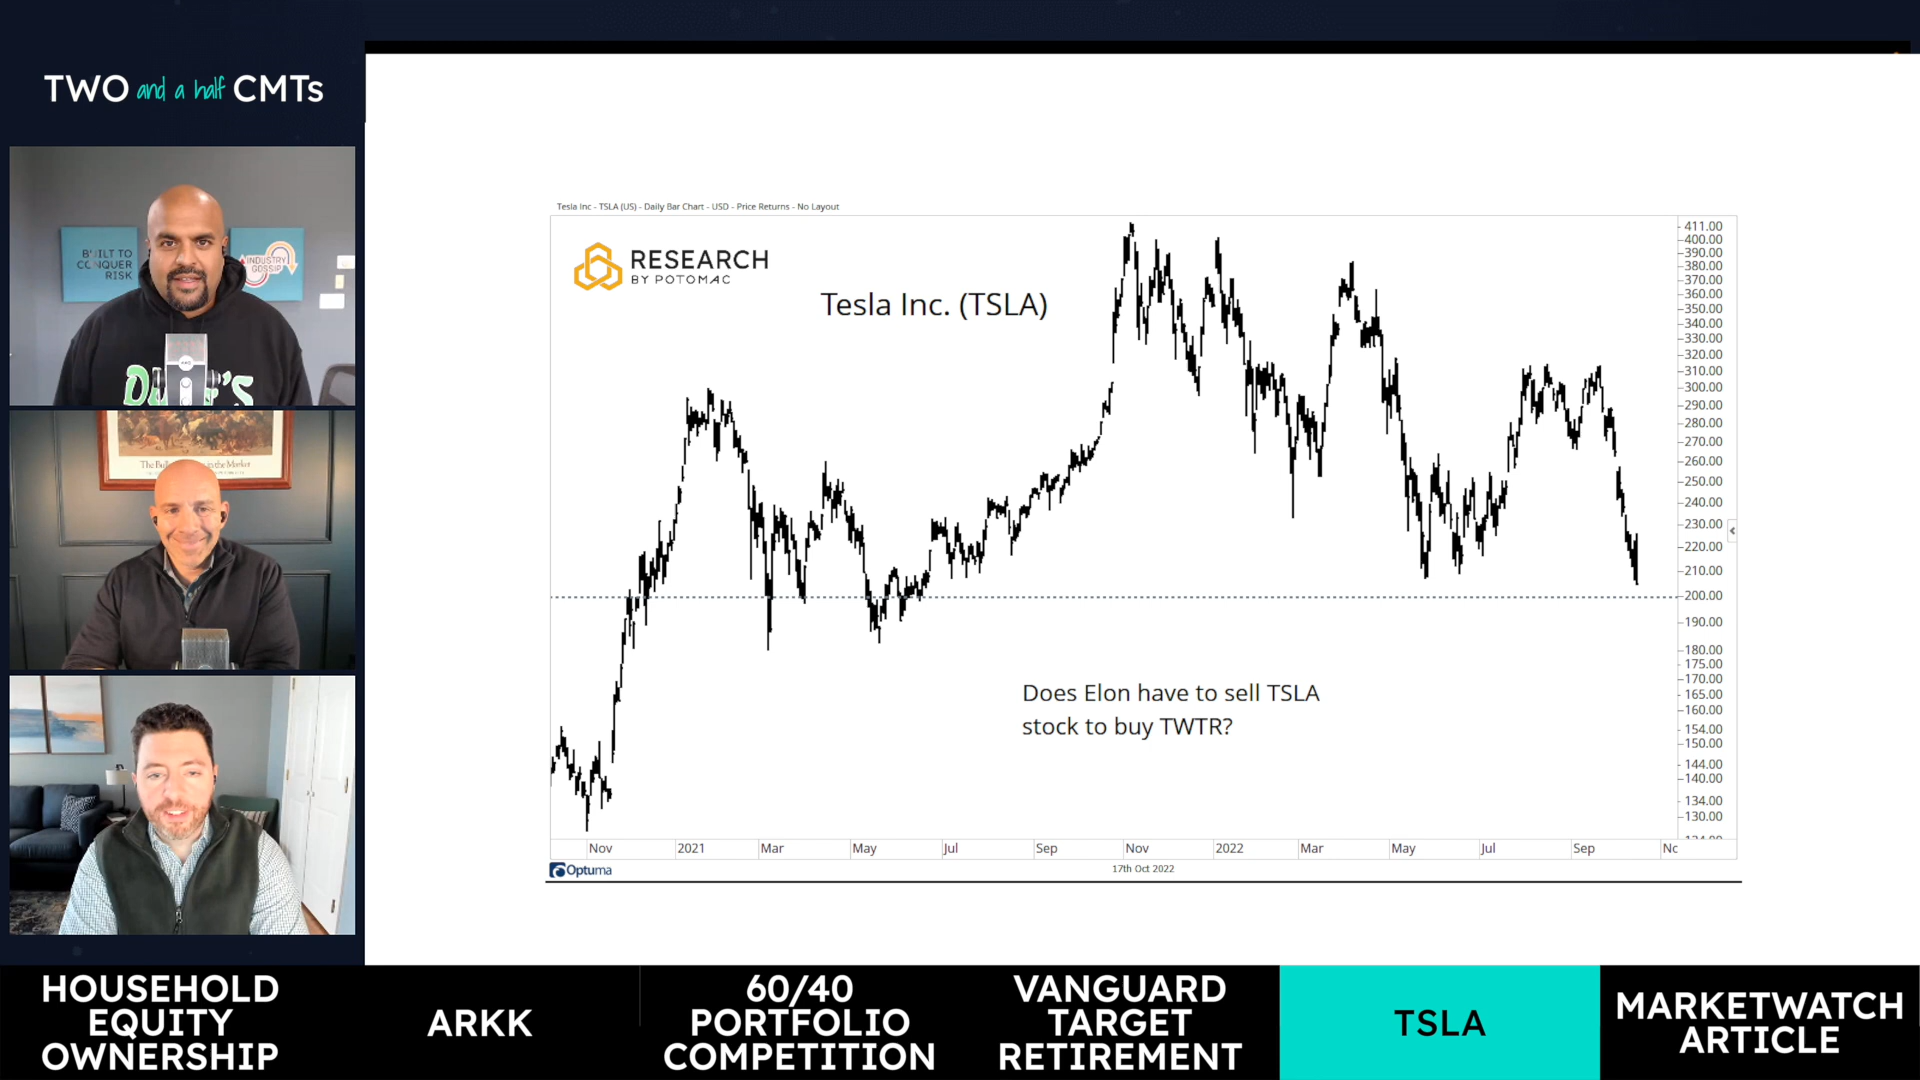 TWO and a half CMTs
BUILT TO
CONQUER
RISK
INDUSTRY
GOSSIP
The Bulls
in the Market
Tesla Inc - TSLA (US) - Daily Bar Chart - USD - Price Returns - No Layout
RESEARCH
BY POTOMAC
Tesla Inc. (TSLA)
411.00
400.00
390.00
380.00
370.00
360.00
350.00
340.00
330.00
320.00
310.00
300.00
290.00
280.00
270.00
260.00
250.00
240.00
230.00
220.00
210.00
200.00
190.00
180.00
175.00
170.00
165.00
160.00
154.00
150.00
144.00
140.00
134.00
130.00
Does Elon have to sell TSLA
stock to buy TWTR?
Nov 2021 Mar May Jul Sep Nov 2022 Mar May Jul Sep Nc
Optuma
17th Oct 2022
HOUSEHOLD
EQUITY
OWNERSHIP
ARKK
60/40
PORTFOLIO
COMPETITION
VANGUARD
TARGET
RETIREMENT
TSLA
MARKETWATCH
ARTICLE